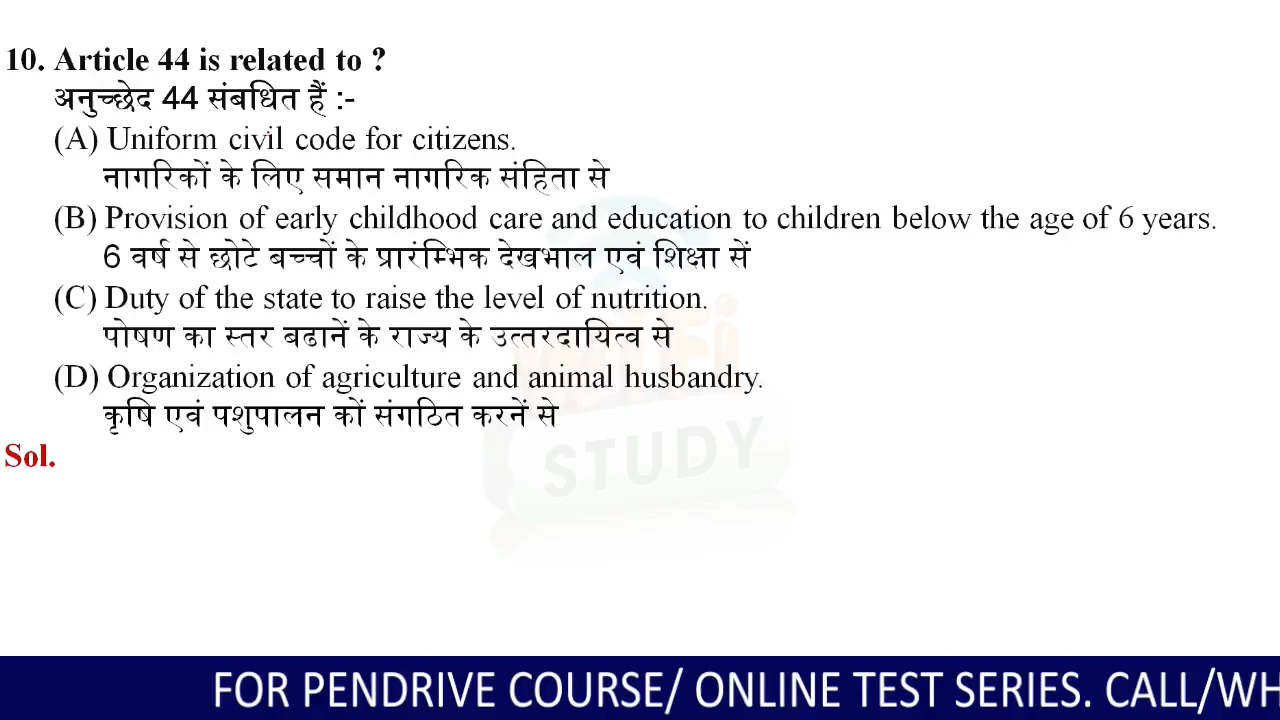 10. Article 44 is related to ?
अनुच्छेद 44 संबधित हैं :-
(A) Uniform civil code for citizens.
नागरिकों के लिए समान नागरिक संहिता से
(B) Provision of early childhood care and education to children below the age of 6 years.
6 वर्ष से छोटे बच्चों के प्रारंम्भिक देखभाल एवं शिक्षा सें
(C) Duty of the state to raise the level of nutrition.
पोषण का स्तर बढानें के राज्य के उत्तरदायित्व से
(D) Organization of agriculture and animal husbandry.
कृषि एवं पशुपालन कों संगठित करनें से
Sol.
STUDY
FOR PENDRIVE COURSE/ ONLINE TEST SERIES. CALL/WH